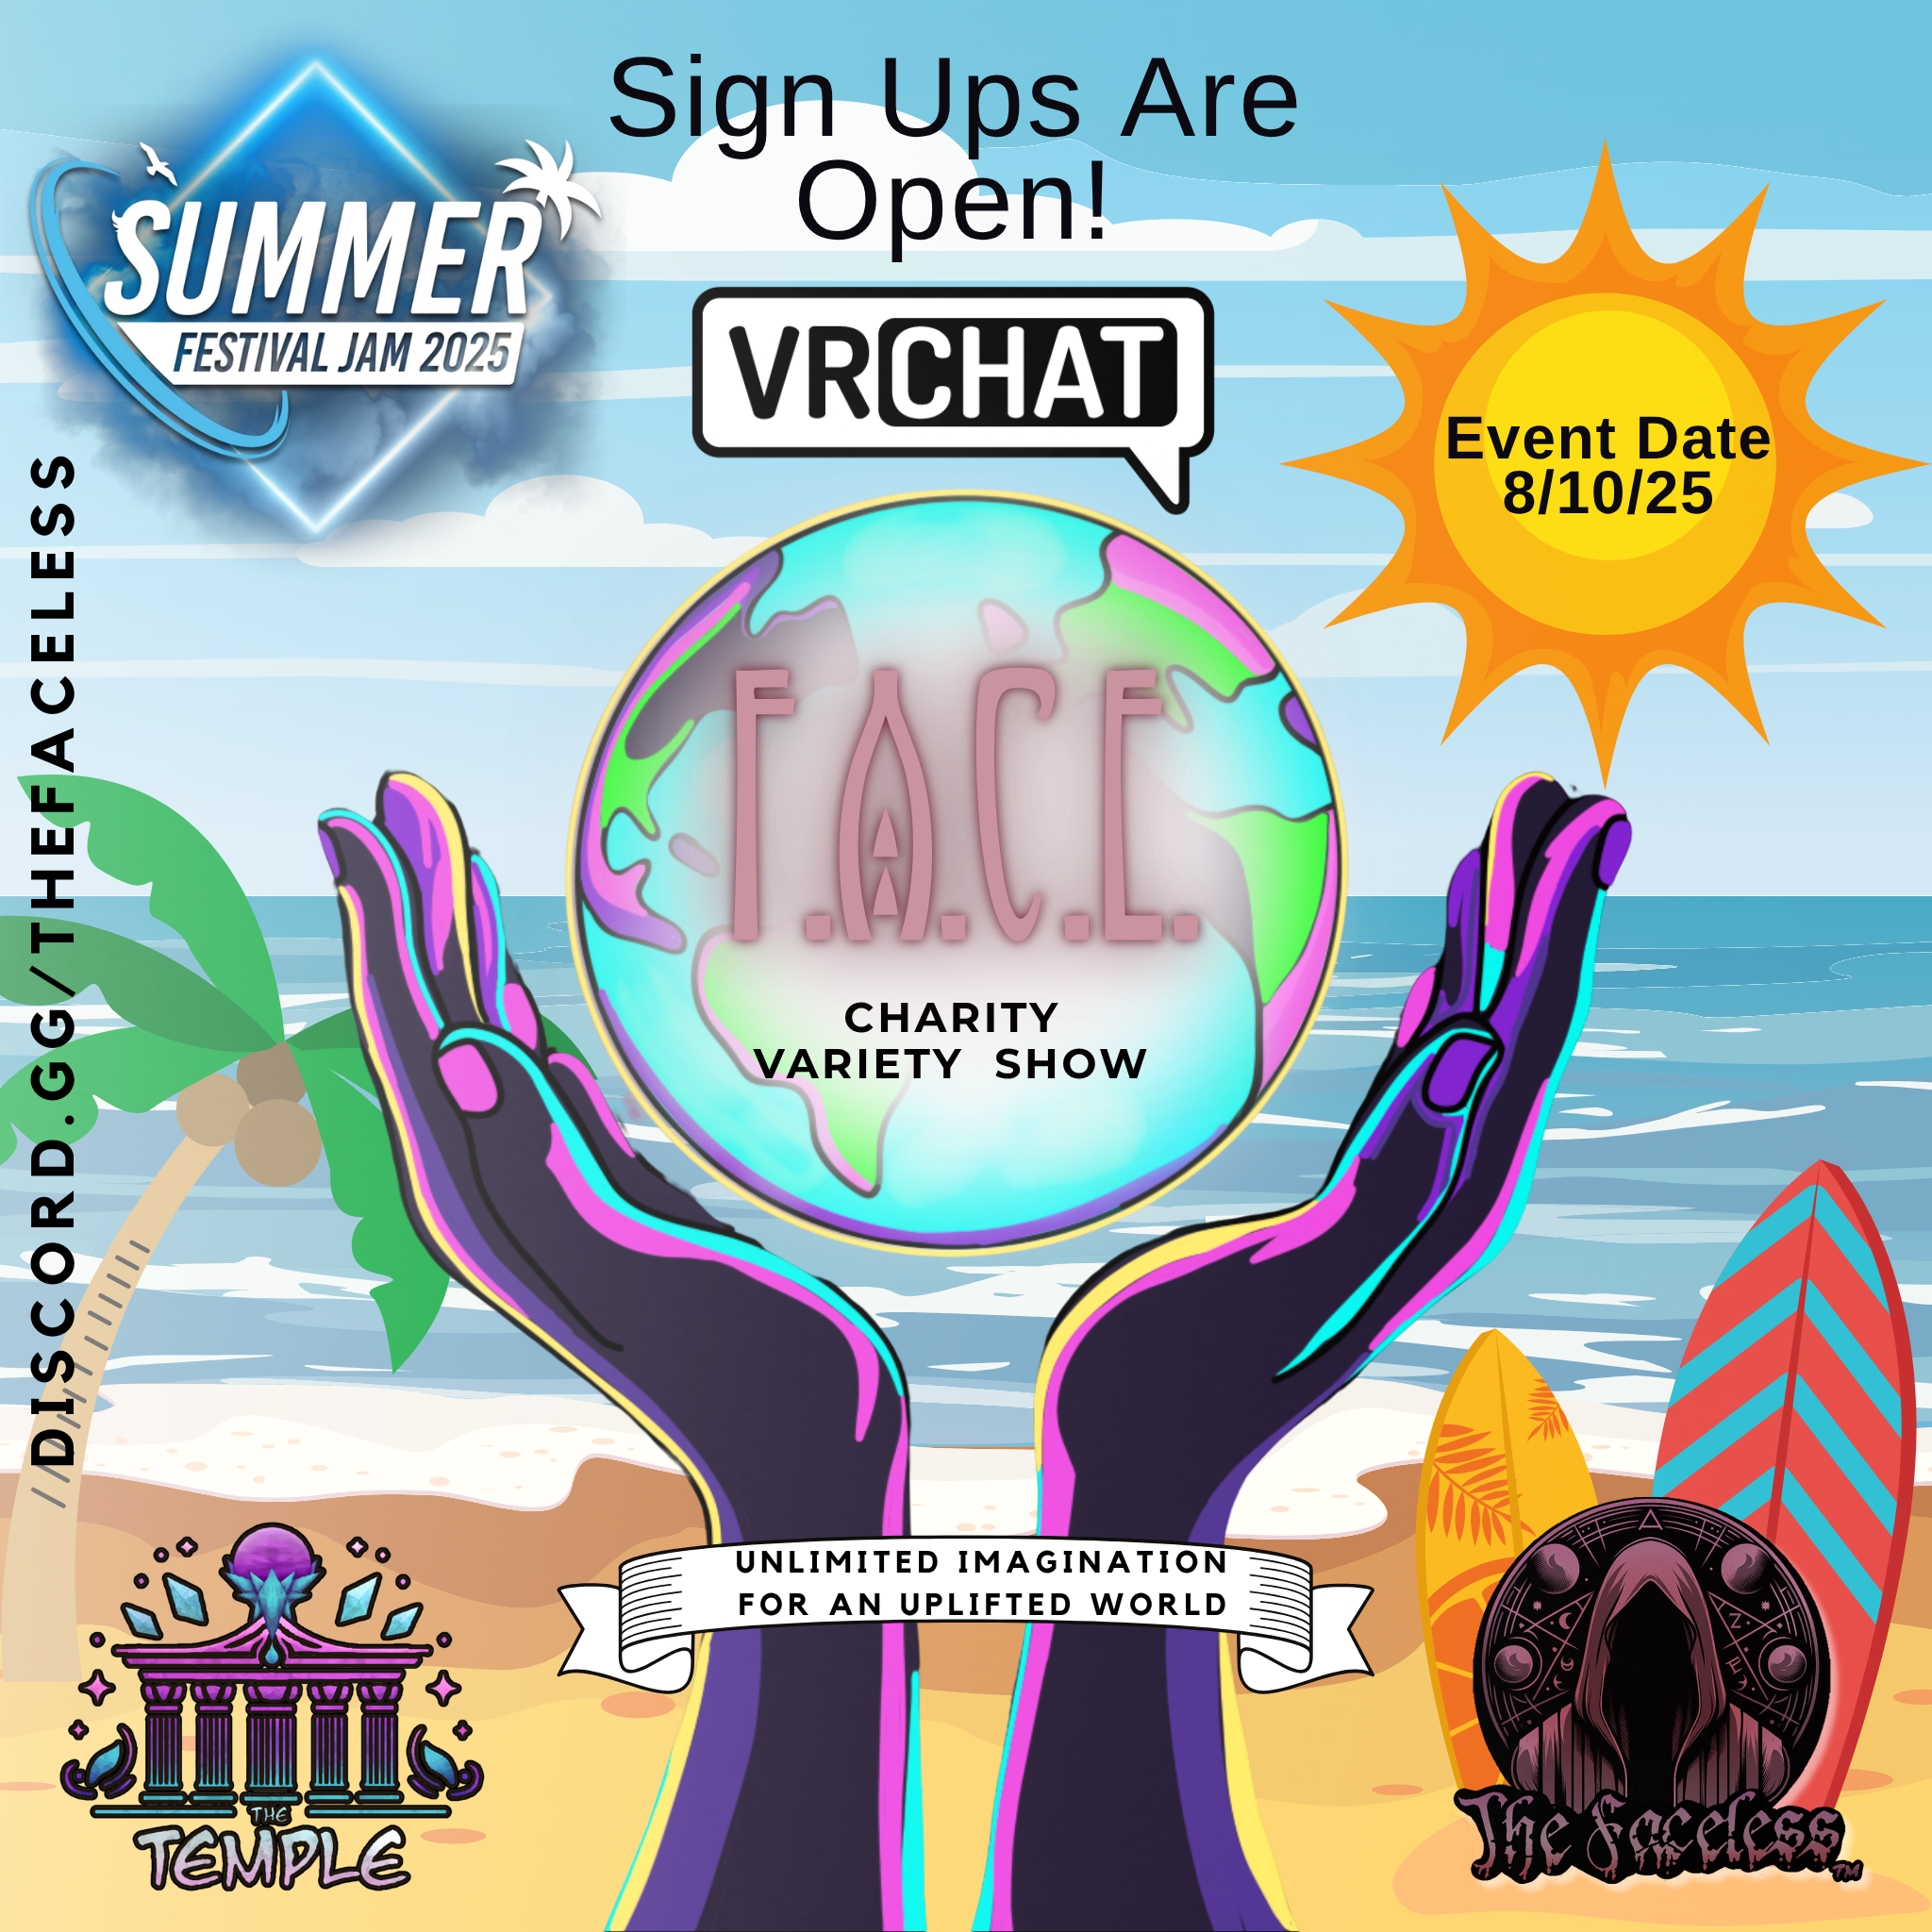 Sign Ups Are
Open!
SUMMER
FESTIVAL JAM 2025
VRCHAT
Event Date
8/10/25
DISCORD.GG/THEFACELESS
F.A.C.E.
CHARITY
VARIETY SHOW
UNLIMITED IMAGINATION
FOR AN UPLIFTED WORLD
THE
TEMPLE
The Faceless
TM